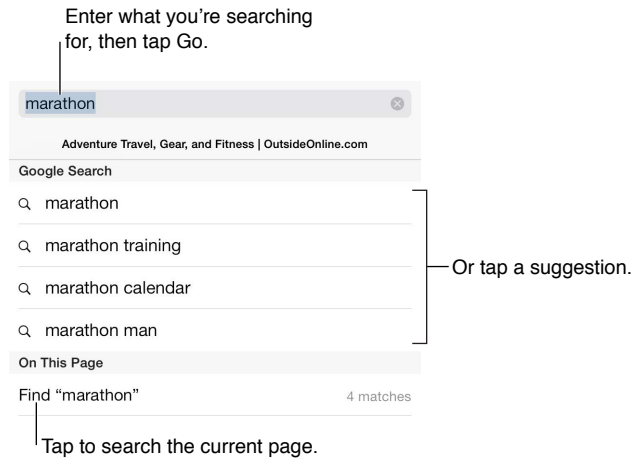 Enter what you’re searching
for, then tap Go.
marathon
Adventure Travel, Gear, and Fitness | OutsideOnline.com
Google Search
marathon
marathon training
marathon calendar
marathon man
Or tap a suggestion.
On This Page
Find “marathon” 4 matches
Tap to search the current page.